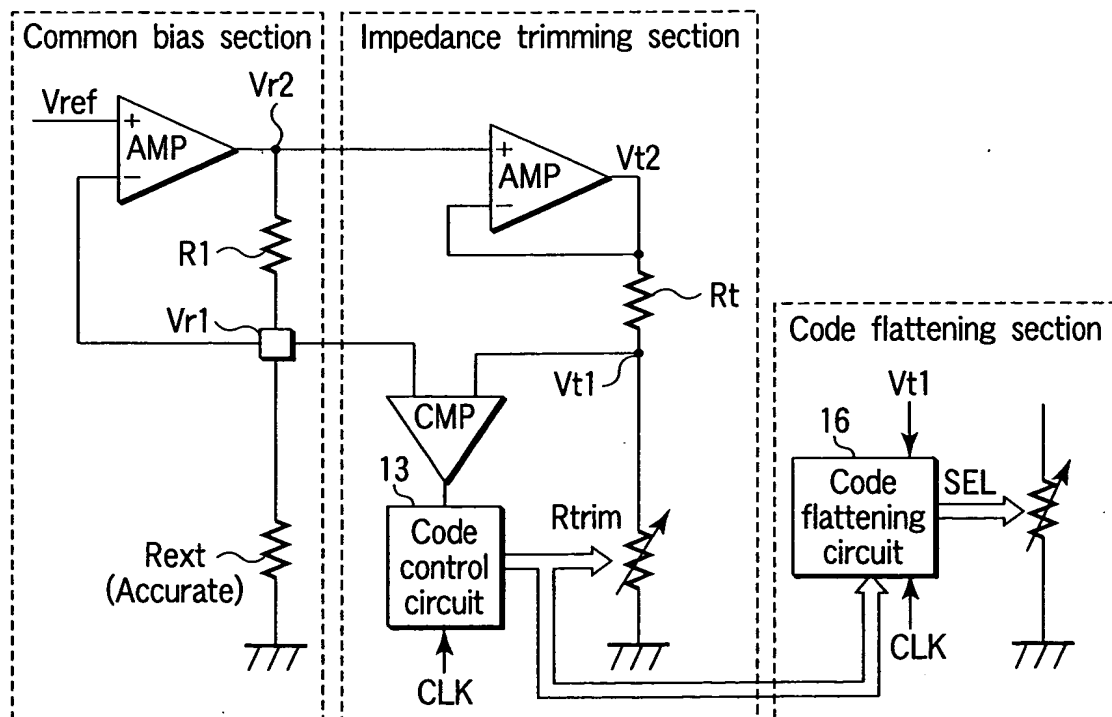 Common bias section
Vref
+
AMP
−
Vr2
R1
Vr1
Rext
(Accurate)
Impedance trimming section
+
AMP
−
Vt2
Rt
Vt1
CMP
13
Code
control
circuit
CLK
Rtrim
Code flattening section
Vt1
16
Code
flattening
circuit
SEL
CLK